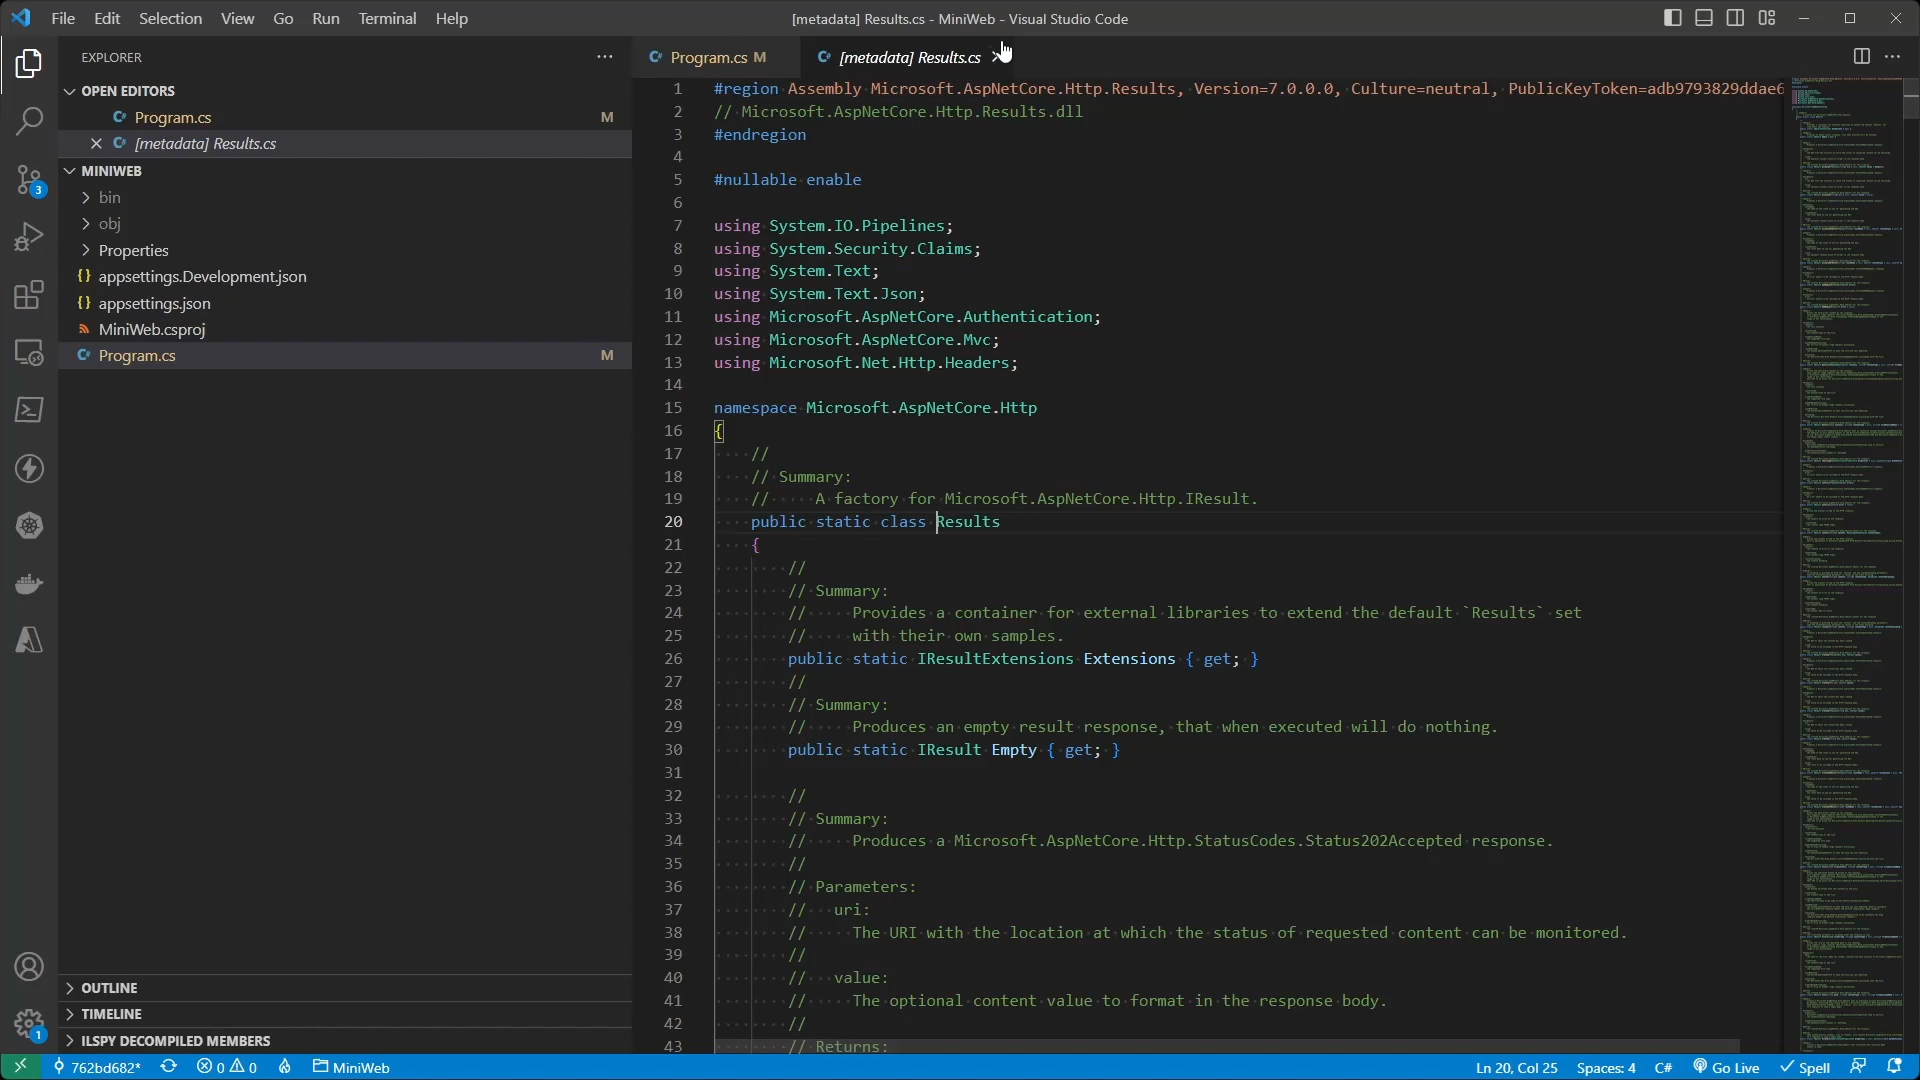 File Edit Selection View Go Run Terminal Help
[metadata] Results.cs - MiniWeb - Visual Studio Code
EXPLORER
OPEN EDITORS
Program.cs M
[metadata] Results.cs
MINIWEB
bin
obj
Properties
{} appsettings.Development.json
{} appsettings.json
MiniWeb.csproj
Program.cs M
OUTLINE
TIMELINE
ILSPY DECOMPILED MEMBERS
3
1
Program.cs M
[metadata] Results.cs
1 #region Assembly Microsoft.AspNetCore.Http.Results, Version=7.0.0.0, Culture=neutral, PublicKeyToken=adb9793829ddae6
2 // Microsoft.AspNetCore.Http.Results.dll
3 #endregion
4
5 #nullable enable
6
7 using System.IO.Pipelines;
8 using System.Security.Claims;
9 using System.Text;
10 using System.Text.Json;
11 using Microsoft.AspNetCore.Authentication;
12 using Microsoft.AspNetCore.Mvc;
13 using Microsoft.Net.Http.Headers;
14
15 namespace Microsoft.AspNetCore.Http
16 {
17 //
18 // Summary:
19 // A factory for Microsoft.AspNetCore.Http.IResult.
20 public static class Results
21 {
22 //
23 // Summary:
24 // Provides a container for external libraries to extend the default `Results` set
25 // with their own samples.
26 public static IResultExtensions Extensions { get; }
27 //
28 // Summary:
29 // Produces an empty result response, that when executed will do nothing.
30 public static IResult Empty { get; }
31
32 //
33 // Summary:
34 // Produces a Microsoft.AspNetCore.Http.StatusCodes.Status202Accepted response.
35 //
36 // Parameters:
37 // uri:
38 // The URI with the location at which the status of requested content can be monitored.
39 //
40 // value:
41 // The optional content value to format in the response body.
42 //
43 // Returns:
762bd682* 0 0 MiniWeb Ln 20, Col 25 Spaces: 4 C# Go Live Spell